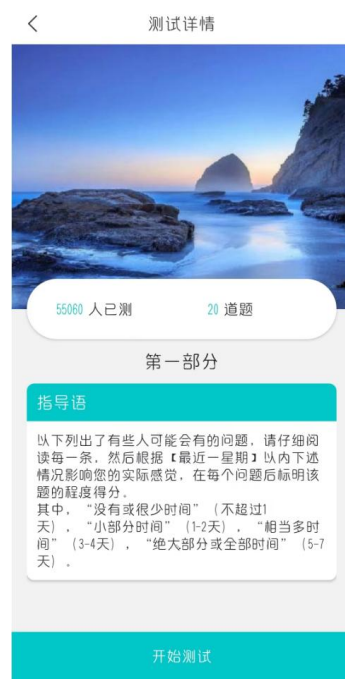 测试详情
55060 人已测 20 道题
第一部分
指导语
以下列出了有些人可能会有的问题，请仔细阅
读每一条，然后根据【最近一星期】以内下述
情况影响您的实际感觉，在每个问题后标明该
题的程度得分。
其中，“没有或很少时间”（不超过1
天），“小部分时间”（1-2天），“相当多时
间”（3-4天），“绝大部分或全部时间”（5-7
天）。
开始测试